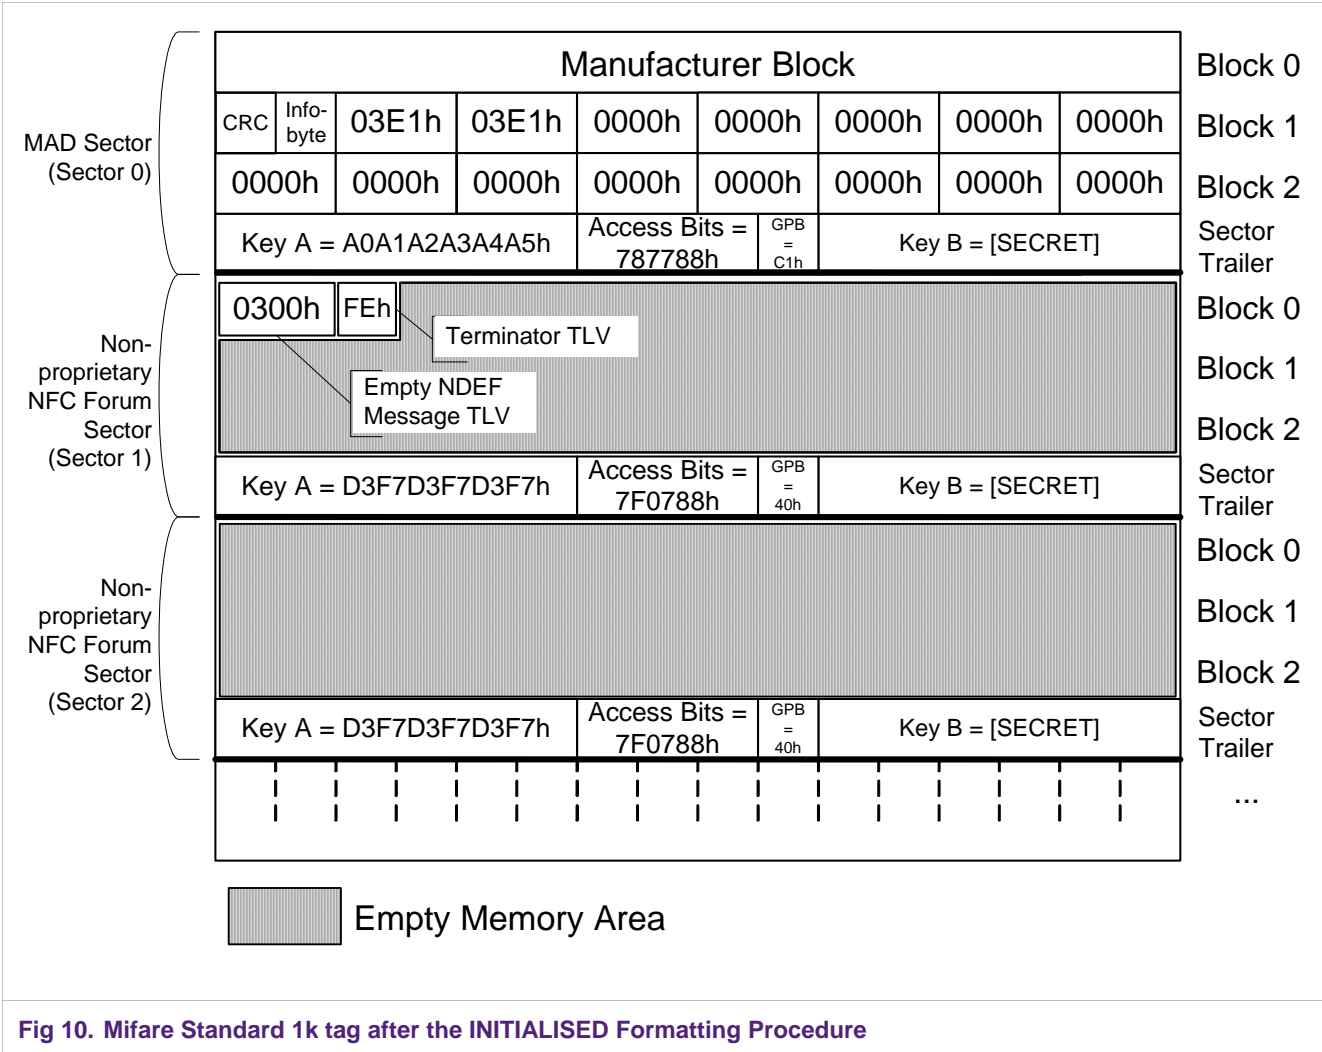 Manufacturer Block
Block 0
MAD Sector
(Sector 0)
CRC
Info-
byte
03E1h
03E1h
0000h
0000h
0000h
0000h
0000h
Block 1
0000h
0000h
0000h
0000h
0000h
0000h
0000h
0000h
Block 2
Key A = A0A1A2A3A4A5h
Access Bits =
787788h
GPB
=
C1h
Key B = [SECRET]
Sector
Trailer
Non-
proprietary
NFC Forum
Sector
(Sector 1)
0300h
FEh
Terminator TLV
Empty NDEF
Message TLV
Block 0
Block 1
Block 2
Key A = D3F7D3F7D3F7h
Access Bits =
7F0788h
GPB
=
40h
Key B = [SECRET]
Sector
Trailer
Non-
proprietary
NFC Forum
Sector
(Sector 2)
Block 0
Block 1
Block 2
Key A = D3F7D3F7D3F7h
Access Bits =
7F0788h
GPB
=
40h
Key B = [SECRET]
Sector
Trailer
...
Empty Memory Area
Fig 10. Mifare Standard 1k tag after the INITIALISED Formatting Procedure